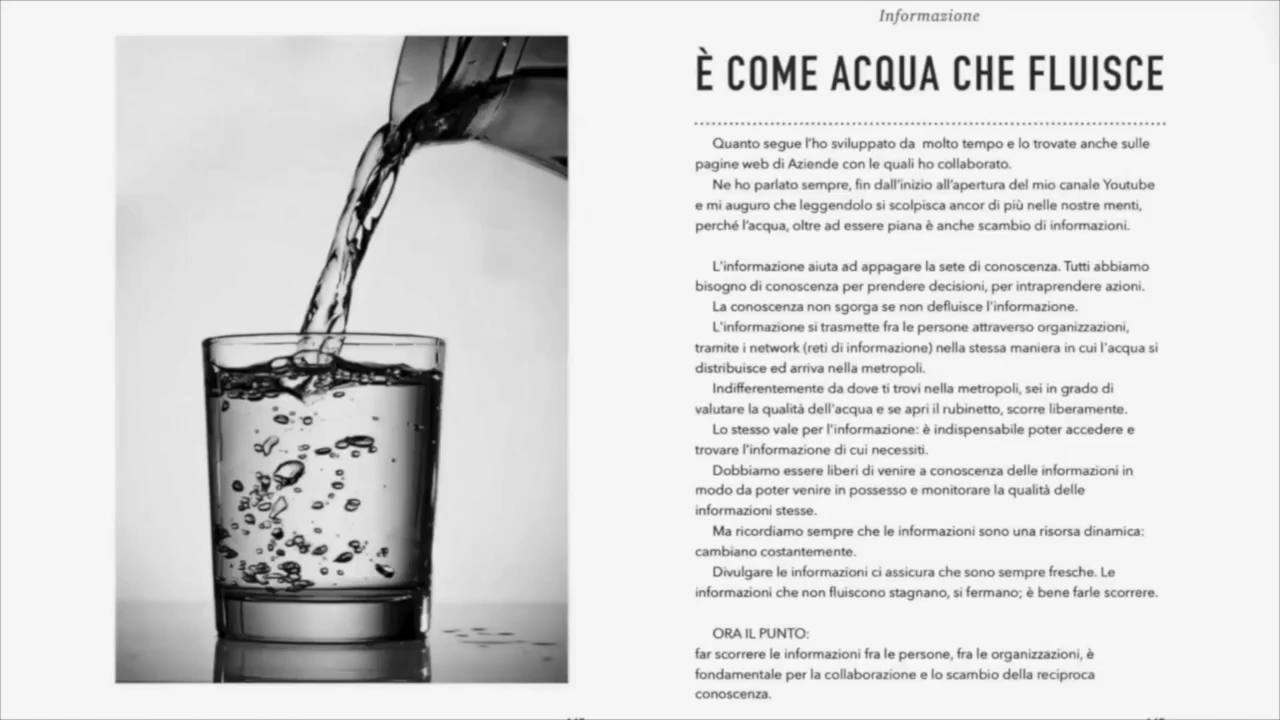 Informazione
È COME ACQUA CHE FLUISCE
Quanto segue l'ho sviluppato da molto tempo e lo trovate anche sulle
pagine web di Aziende con le quali ho collaborato.
Ne ho parlato sempre, fin dall'inizio all'apertura del mio canale Youtube
e mi auguro che leggendolo si scolpisca ancor di più nelle nostre menti,
perché l'acqua, oltre ad essere piana è anche scambio di informazioni.
L'informazione aiuta ad appagare la sete di conoscenza. Tutti abbiamo
bisogno di conoscenza per prendere decisioni, per intraprendere azioni.
La conoscenza non sgorga se non defluisce l'informazione.
L'informazione si trasmette fra le persone attraverso organizzazioni,
tramite i network (reti di informazione) nella stessa maniera in cui l'acqua si
distribuisce ed arriva nella metropoli.
Indifferentemente da dove ti trovi nella metropoli, sei in grado di
valutare la qualità dell'acqua e se apri il rubinetto, scorre liberamente.
Lo stesso vale per l'informazione: è indispensabile poter accedere e
trovare l'informazione di cui necessiti.
Dobbiamo essere liberi di venire a conoscenza delle informazioni in
modo da poter venire in possesso e monitorare la qualità delle
informazioni stesse.
Ma ricordiamo sempre che le informazioni sono una risorsa dinamica:
cambiano costantemente.
Divulgare le informazioni ci assicura che sono sempre fresche. Le
informazioni che non fluiscono stagnano, si fermano; è bene farle scorrere.
ORA IL PUNTO:
far scorrere le informazioni fra le persone, fra le organizzazioni, è
fondamentale per la collaborazione e lo scambio della reciproca
conoscenza.